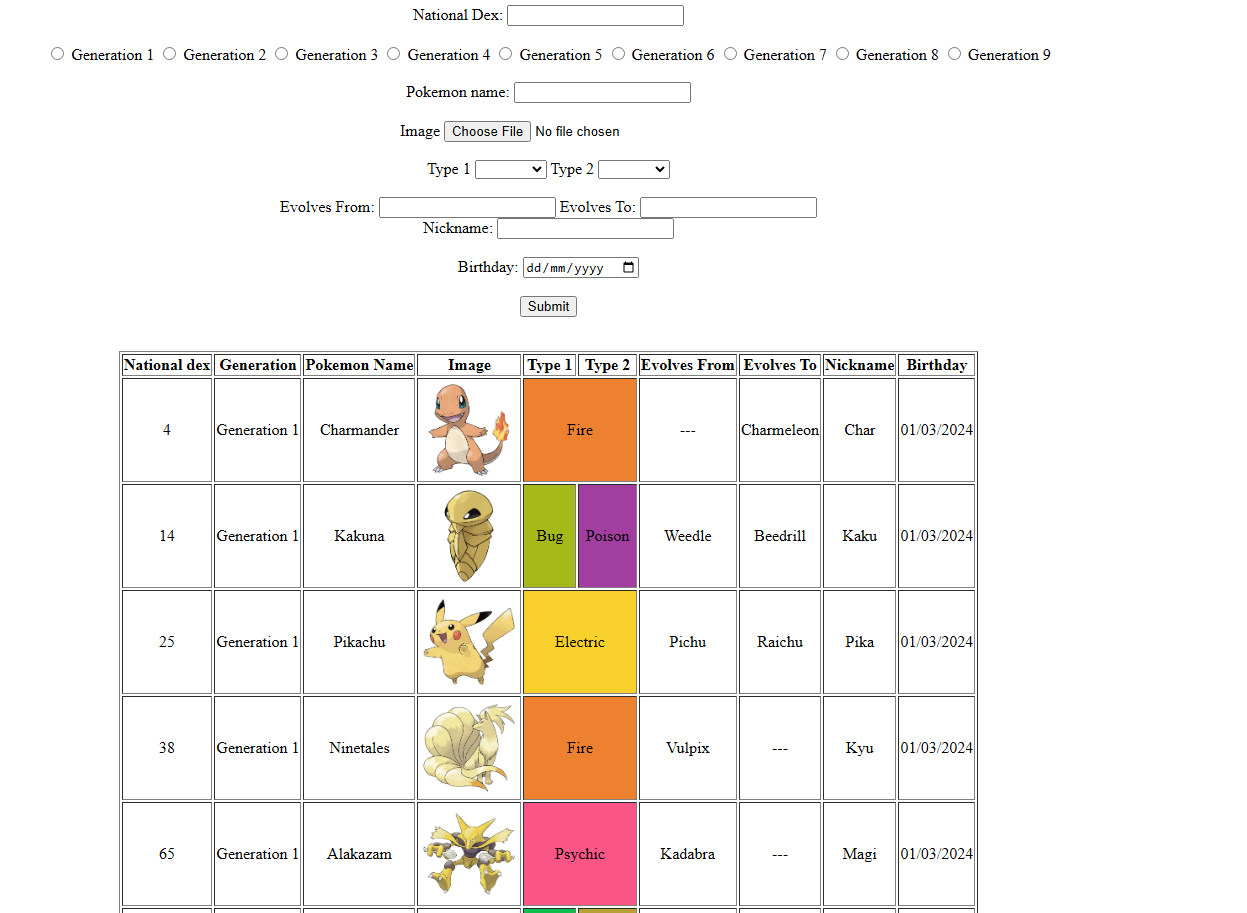 National Dex:
Generation 1 Generation 2 Generation 3 Generation 4 Generation 5 Generation 6 Generation 7 Generation 8 Generation 9
Pokemon name:
Image Choose File No file chosen
Type 1 Type 2
Evolves From: Evolves To:
Nickname:
Birthday: dd/mm/yyyy
Submit
National dex Generation Pokemon Name Image Type 1 Type 2 Evolves From Evolves To Nickname Birthday
4 Generation 1 Charmander Fire --- Charmeleon Char 01/03/2024
14 Generation 1 Kakuna Bug Poison Weedle Beedrill Kaku 01/03/2024
25 Generation 1 Pikachu Electric Pichu Raichu Pika 01/03/2024
38 Generation 1 Ninetales Fire Vulpix --- Kyu 01/03/2024
65 Generation 1 Alakazam Psychic Kadabra --- Magi 01/03/2024